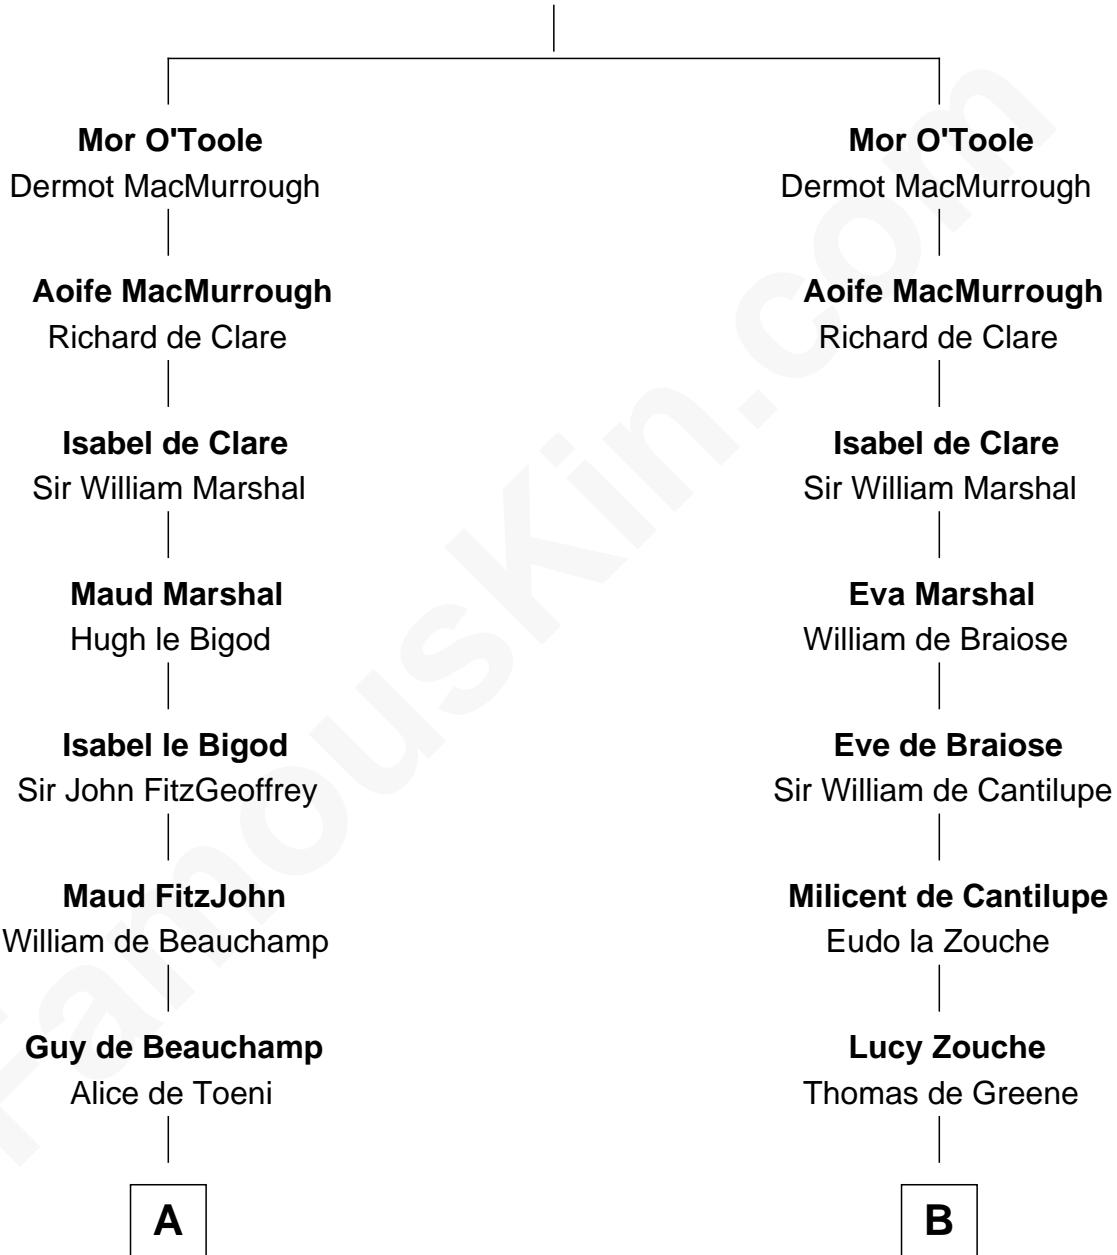 Mor O'Toole
Dermot MacMurrough
Aoife MacMurrough
Richard de Clare
Isabel de Clare
Sir William Marshal
Maud Marshal
Hugh le Bigod
Isabel le Bigod
Sir John FitzGeoffrey
Maud FitzJohn
William de Beauchamp
Guy de Beauchamp
Alice de Toeni
A
Mor O'Toole
Dermot MacMurrough
Aoife MacMurrough
Richard de Clare
Isabel de Clare
Sir William Marshal
Eva Marshal
William de Braiose
Eve de Braiose
Sir William de Cantilupe
Milicent de Cantilupe
Eudo la Zouche
Lucy Zouche
Thomas de Greene
B
FamousKin.com